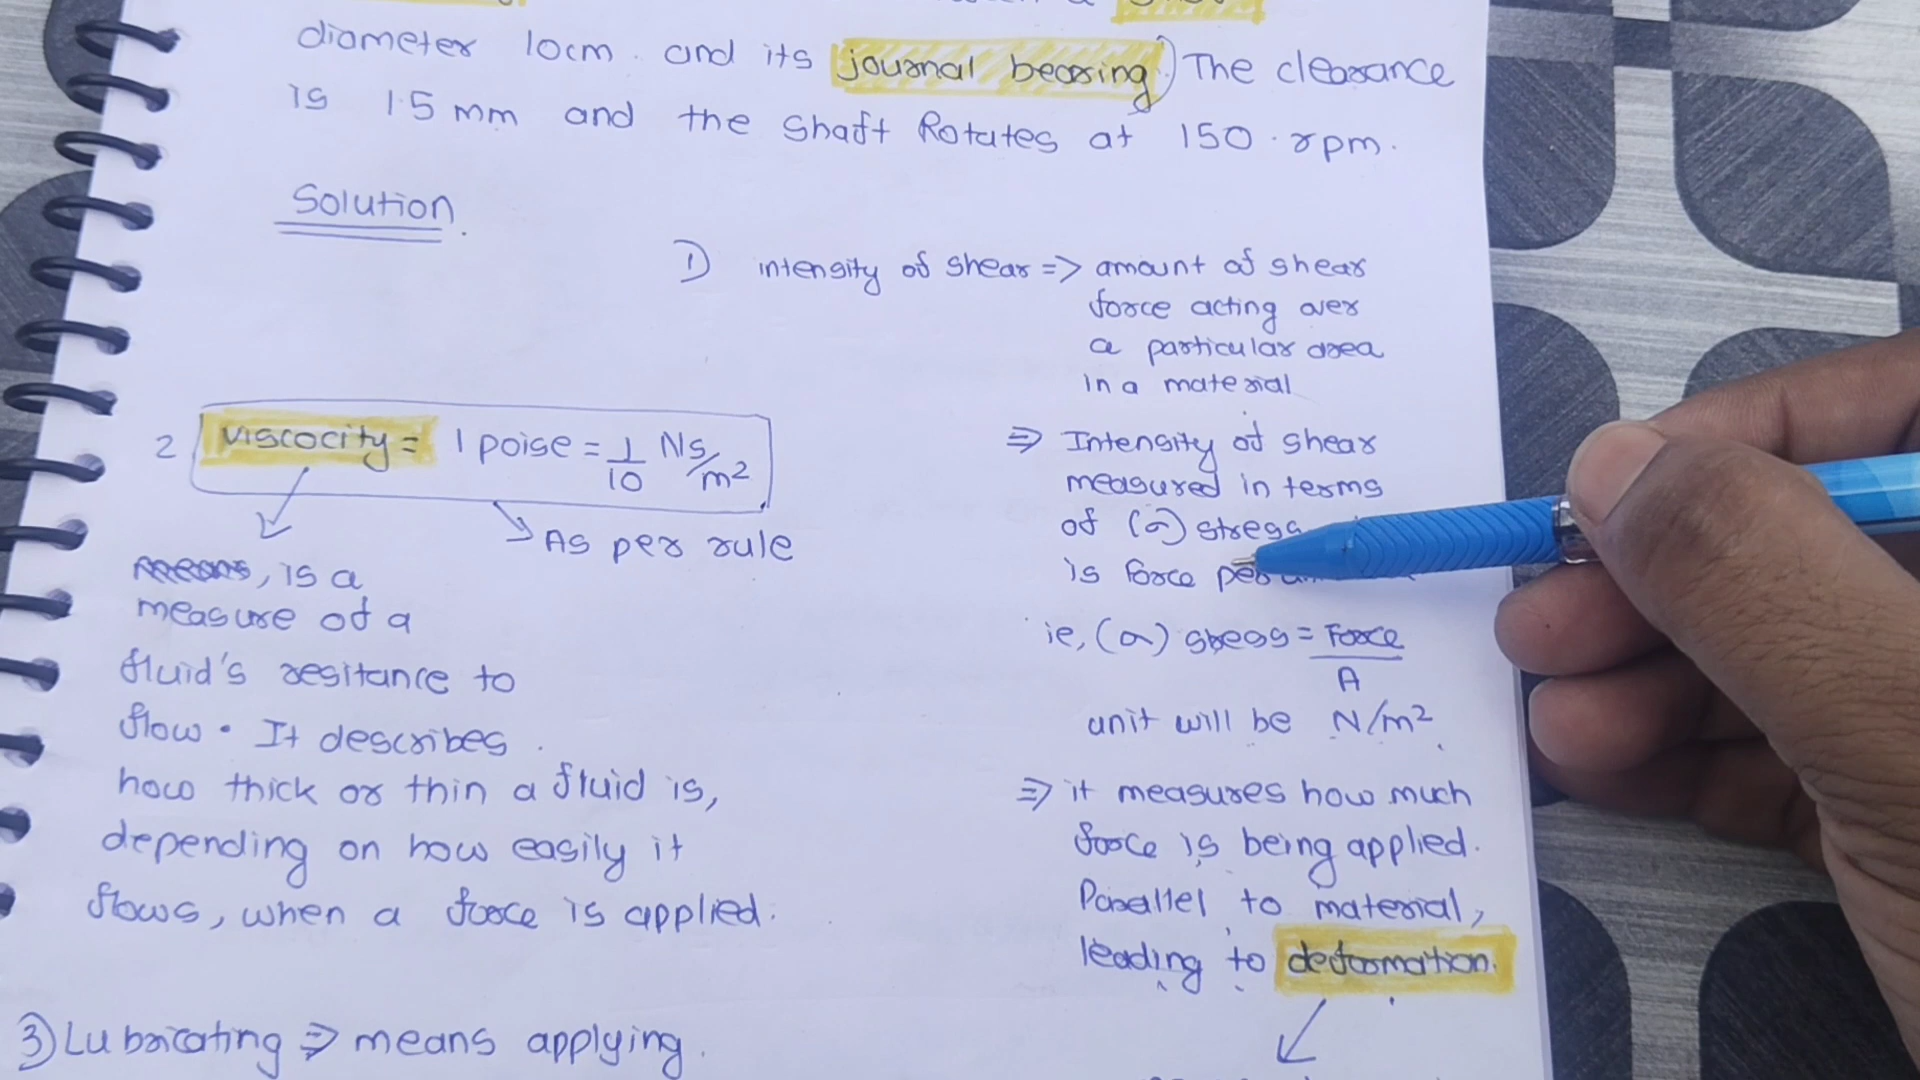 diameter 10cm. and its journal bearing) The clearance
is 1.5 mm and the shaft Rotates at 150.rpm.
Solution
1) intensity of shear => amount of shear
force acting over
a particular area
in a material
=> Intensity of shear
measured in terms
of (σ) stress
is force per
ie, (σ) stress = Force
A
unit will be N/m²
=> it measures how much
force is being applied.
Parallel to material,
leading to deformation.
2 viscocity = 1 poise = 1/10 Ns/m²
As per rule
means, is a
measure of a
fluid's resitance to
flow. It describes
how thick or thin a fluid is,
depending on how easily it
flows, when a force is applied.
3) Lubricating => means applying.